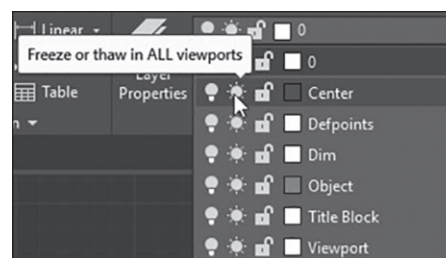 Linear
0
Freeze or thaw in ALL viewports
0
Layer
Table
Properties
Center
Defpoints
Dim
Object
Title Block
Viewport